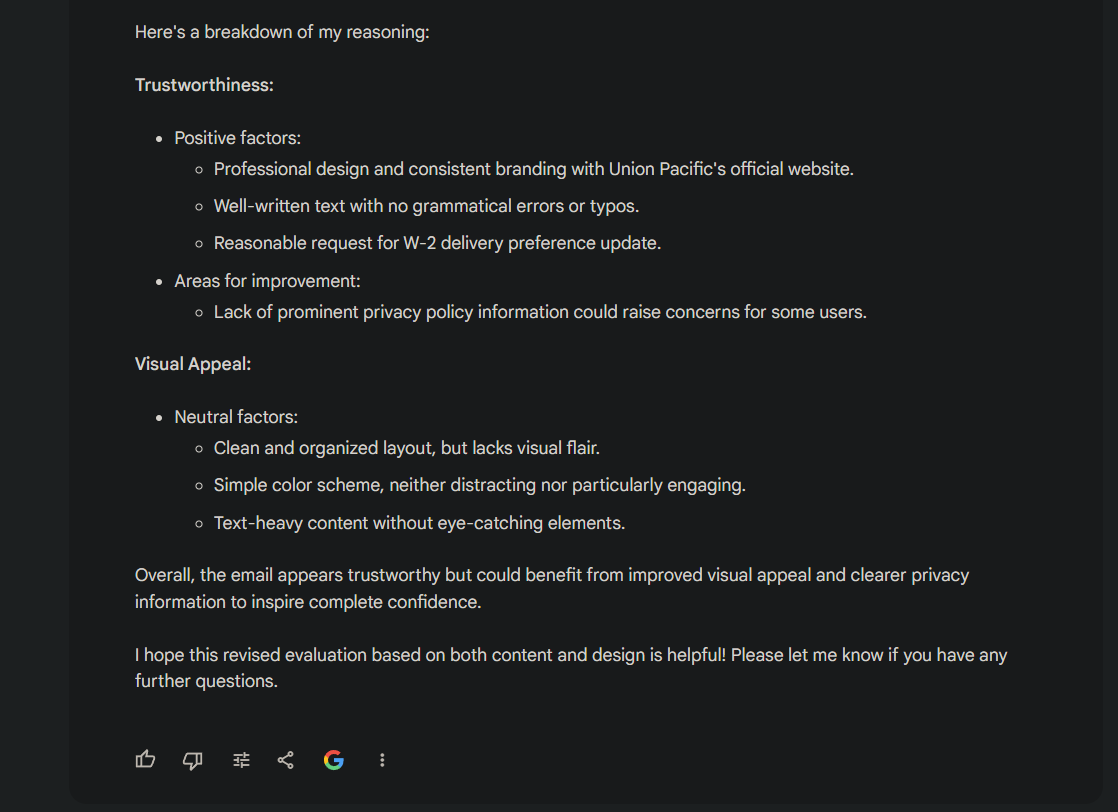 Here's a breakdown of my reasoning:
Trustworthiness:
Positive factors:
Professional design and consistent branding with Union Pacific's official website.
Well-written text with no grammatical errors or typos.
Reasonable request for W-2 delivery preference update.
Areas for improvement:
Lack of prominent privacy policy information could raise concerns for some users.
Visual Appeal:
Neutral factors:
Clean and organized layout, but lacks visual flair.
Simple color scheme, neither distracting nor particularly engaging.
Text-heavy content without eye-catching elements.
Overall, the email appears trustworthy but could benefit from improved visual appeal and clearer privacy
information to inspire complete confidence.
I hope this revised evaluation based on both content and design is helpful! Please let me know if you have any
further questions.